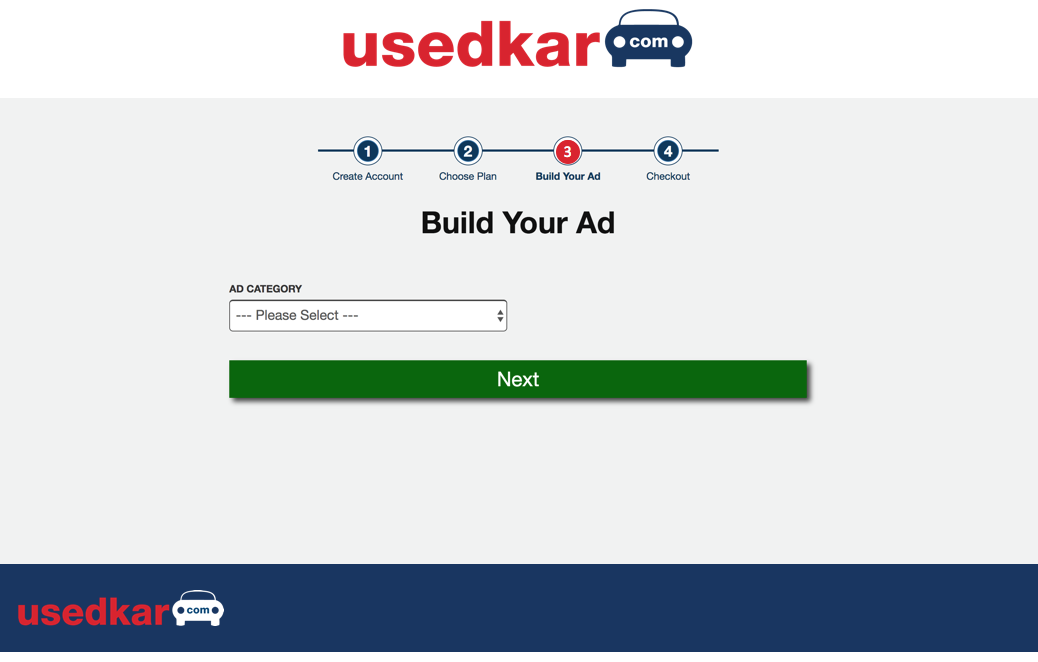 usedkar com
1 2 3 4
Create Account Choose Plan Build Your Ad Checkout
Build Your Ad
AD CATEGORY
--- Please Select ---
Next
usedkar com